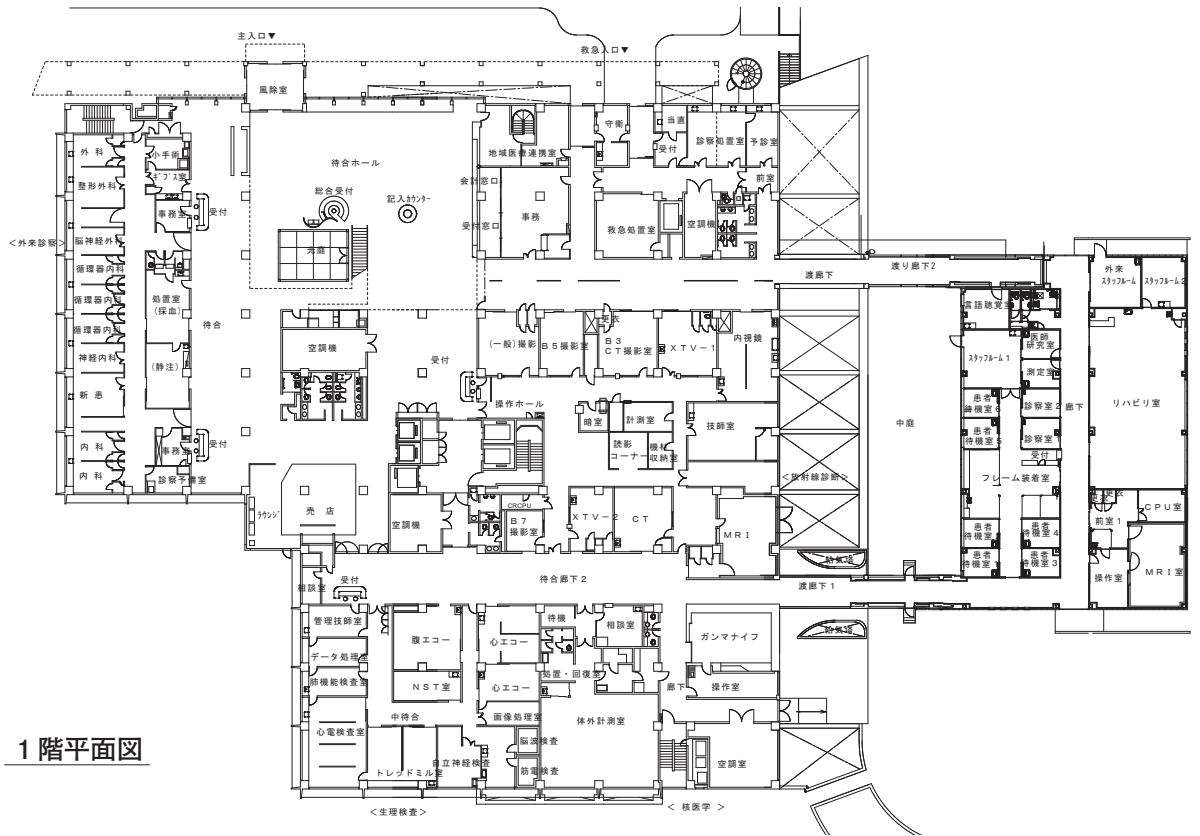 主入口▼
救急入口▼
風除室
外科
整形外科
<外来診察>
脳神経外科
循環器内科
循環器内科
循環器内科
神経内科
新患
内科
内科
小手術
ギプス室
事務室
受付
処置室
(採血)
待合
(静注)
事務室
受付
診察予備室
待合ホール
総合受付
記入カウンター
光庭
空調機
受付
地域医療連携室
会計窓口
受付窓口
事務
守衛
当直
受付
診察処置室
予診室
前室
救急処置室
空調機
渡廊下
渡り廊下2
(一般)撮影
B5撮影室
更衣
B3
CT撮影室
XTV-1
内視鏡
操作ホール
暗室
計測室
読影
コーナー
機材
収納室
技師室
<放射線診断>
中庭
ラウンジ
売店
空調機
CRCPU
B7
撮影室
XTV-2
CT
MRI
給気塔
待合廊下2
渡廊下1
給気塔
相談室
受付
管理技師室
データ処理室
肺機能検査室
心電検査室
腹エコー
NST室
中待合
トレッドミル室
自立神経検査
心エコー
心エコー
画像処理室
脳波検査
筋電検査
待機
相談室
処置・回復室
廊下
体外計測室
ガンマナイフ
操作室
空調室
<生理検査>
<核医学>
外来
スタッフルーム
スタッフルーム2
言語聴覚室
医師
研究室
スタッフルーム1
測定室
患者
待機室6
診察室2
廊下
リハビリ室
患者
待機室5
診察室1
受付
フレーム装着室
更衣
更衣
前室1
CPU室
患者
待機室
患者
待機室4
患者
待機室
患者
待機室3
操作室
MRI室
1階平面図